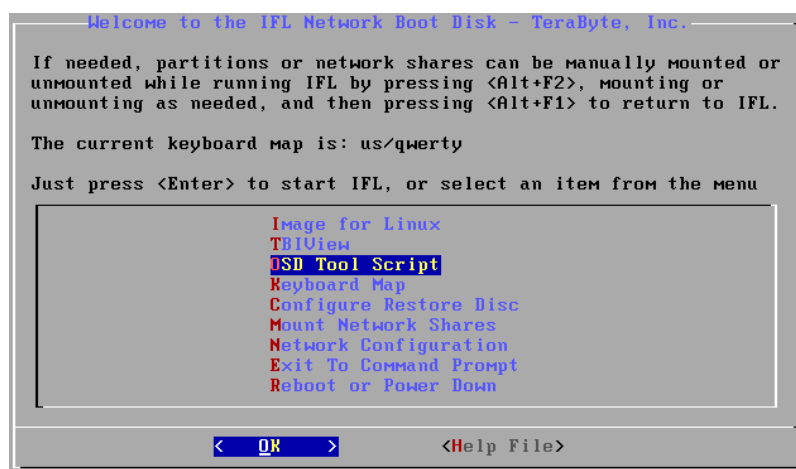 Welcome to the IFL Network Boot Disk - TeraByte, Inc.
If needed, partitions or network shares can be manually mounted or
unmounted while running IFL by pressing <Alt+F2>, mounting or
unmounting as needed, and then pressing <Alt+F1> to return to IFL.
The current keyboard map is: us/qwerty
Just press <Enter> to start IFL, or select an item from the menu
Image for Linux
TBIView
OSD Tool Script
Keyboard Map
Configure Restore Disc
Mount Network Shares
Network Configuration
Exit To Command Prompt
Reboot or Power Down
< OK > <Help File>